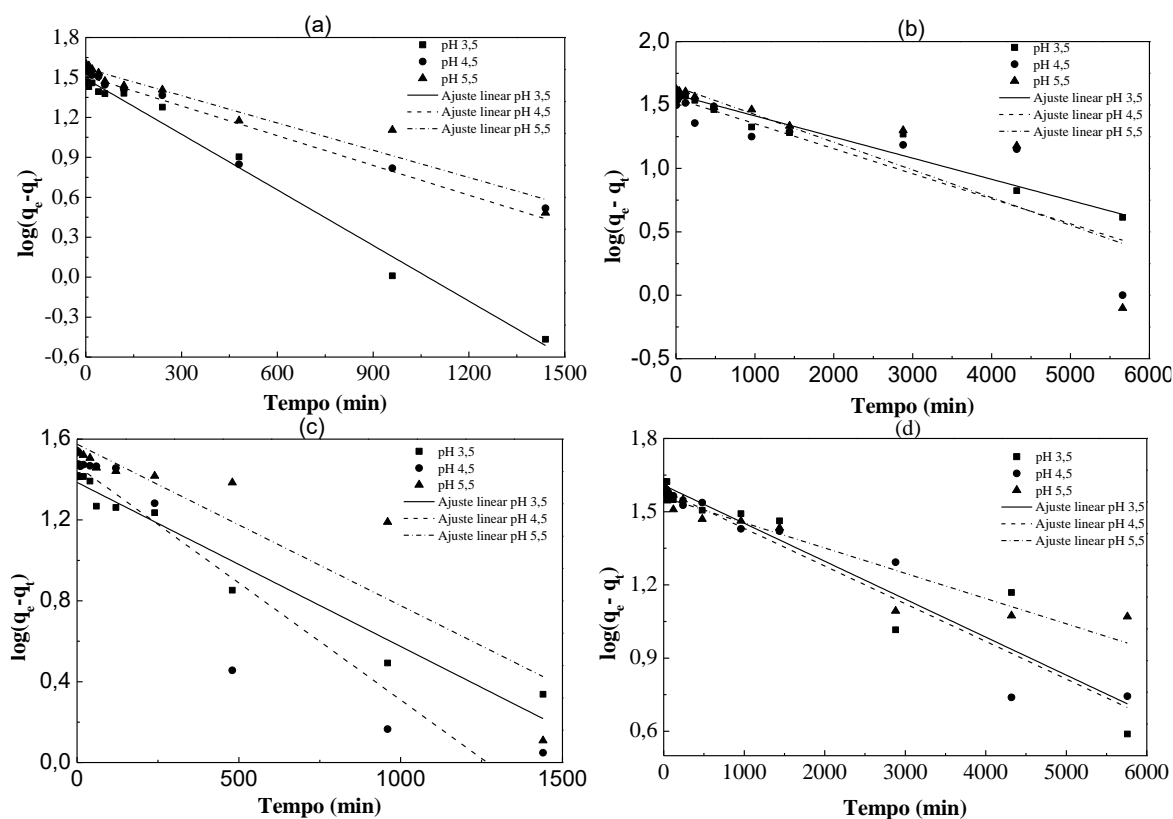 (a)
1,8
1,5
1,2
0,9
0,6
0,3
0,0
-0,3
-0,6
0
300
600
900
1200
1500
log(qe-qt)
Tempo (min)
pH 3,5
pH 4,5
pH 5,5
Ajuste linear pH 3,5
Ajuste linear pH 4,5
Ajuste linear pH 5,5
(b)
2,0
1,5
1,0
0,5
0,0
-0,5
0
1000
2000
3000
4000
5000
6000
log(qe - qt)
Tempo (min)
pH 3,5
pH 4,5
pH 5,5
Ajuste linear pH 3,5
Ajuste linear pH 4,5
Ajuste linear pH 5,5
(c)
1,6
1,2
0,8
0,4
0,0
0
500
1000
1500
log(qe-qt)
Tempo (min)
pH 3,5
pH 4,5
pH 5,5
Ajuste linear pH 3,5
Ajuste linear pH 4,5
Ajuste linear pH 5,5
(d)
1,8
1,5
1,2
0,9
0,6
0
1000
2000
3000
4000
5000
6000
log(qe- qt)
Tempo (min)
pH 3,5
pH 4,5
pH 5,5
Ajuste linear pH 3,5
Ajuste linear pH 4,5
Ajuste linear pH 5,5